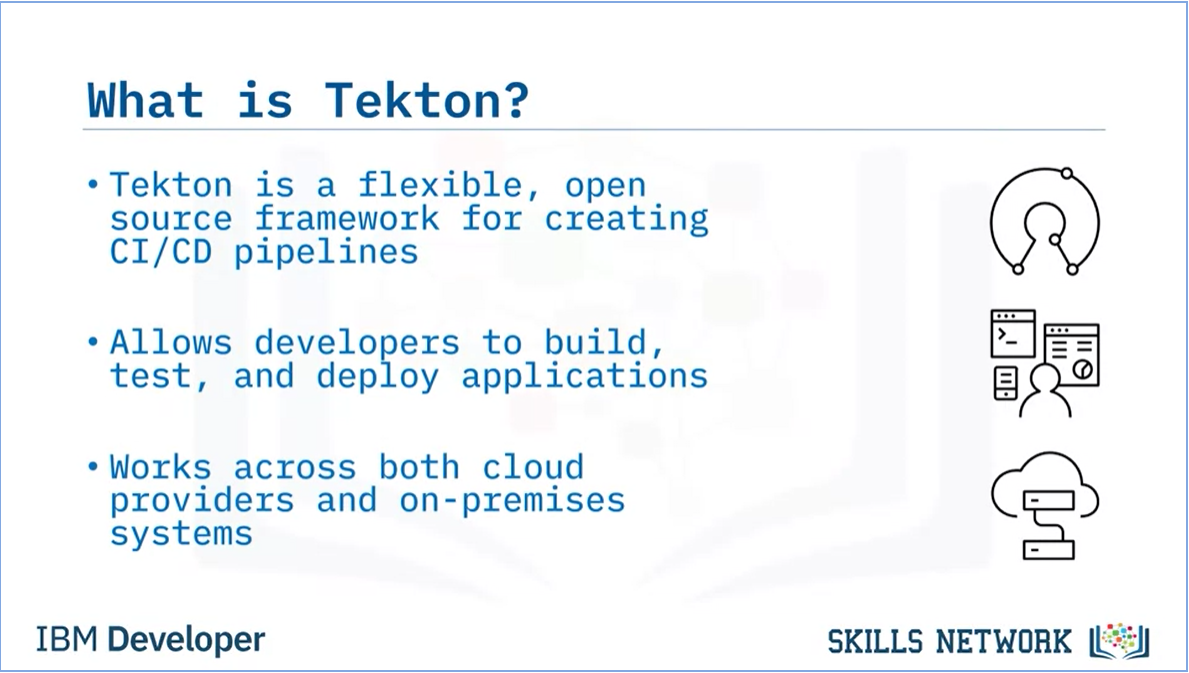 What is Tekton?
• Tekton is a flexible, open
source framework for creating
CI/CD pipelines
• Allows developers to build,
test, and deploy applications
• Works across both cloud
providers and on-premises
systems
IBM Developer
SKILLS NETWORK